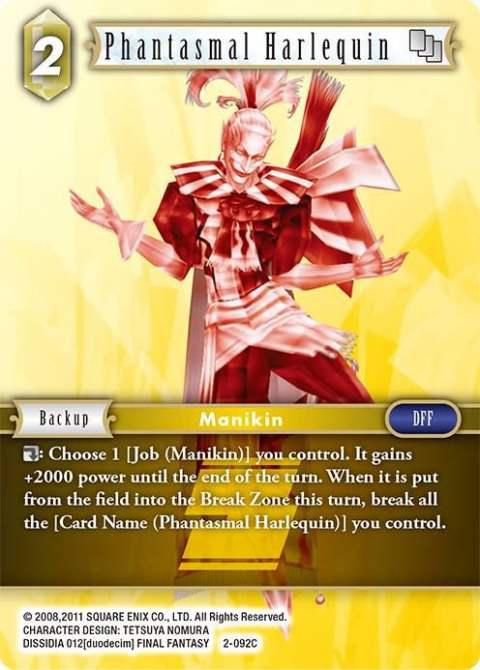 2
Phantasmal Harlequin
Backup
Manikin
DFF
: Choose 1 [Job (Manikin)] you control. It gains
+2000 power until the end of the turn. When it is put
from the field into the Break Zone this turn, break all
the [Card Name (Phantasmal Harlequin)] you control.
© 2008,2011 SQUARE ENIX CO., LTD. All Rights Reserved.
CHARACTER DESIGN: TETSUYA NOMURA
DISSIDIA 012[duodecim] FINAL FANTASY 2-092C